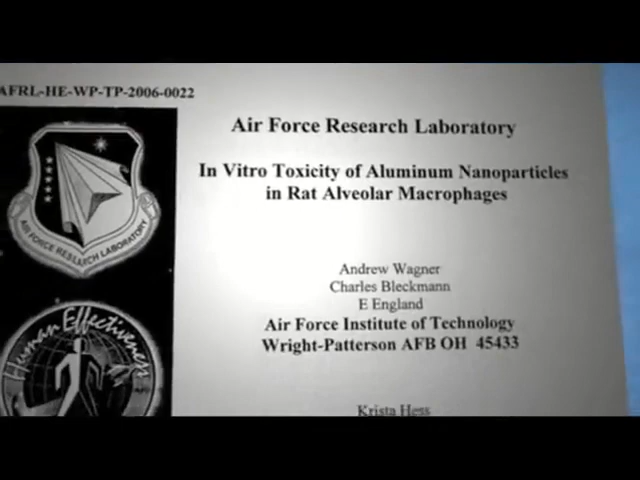 AFRL-HE-WP-TP-2006-0022
Air Force Research Laboratory
In Vitro Toxicity of Aluminum Nanoparticles
in Rat Alveolar Macrophages
AIR FORCE RESEARCH LABORATORY
Andrew Wagner
Charles Bleckmann
E England
Air Force Institute of Technology
Wright-Patterson AFB OH 45433
Human Effectiveness
Krista Hess